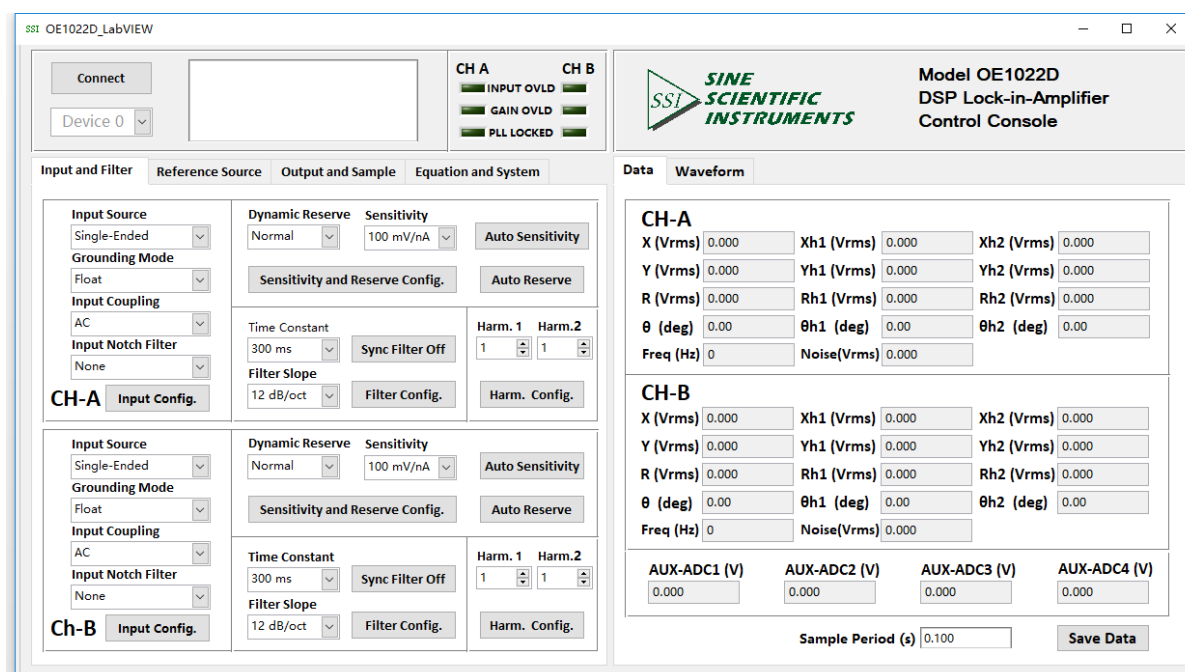 SSI OE1022D_LabVIEW
Connect
Device 0
CH A CH B
INPUT OVLD
GAIN OVLD
PLL LOCKED
SSI
SINE
SCIENTIFIC
INSTRUMENTS
Model OE1022D
DSP Lock-in-Amplifier
Control Console
Input and Filter Reference Source Output and Sample Equation and System
Input Source
Single-Ended
Grounding Mode
Float
Input Coupling
AC
Input Notch Filter
None
CH-A Input Config.
Dynamic Reserve Sensitivity
Normal 100 mV/nA Auto Sensitivity
Sensitivity and Reserve Config. Auto Reserve
Time Constant
300 ms Sync Filter Off
Filter Slope
12 dB/oct Filter Config.
Harm. 1 Harm.2
1 1
Harm. Config.
Input Source
Single-Ended
Grounding Mode
Float
Input Coupling
AC
Input Notch Filter
None
Ch-B Input Config.
Dynamic Reserve Sensitivity
Normal 100 mV/nA Auto Sensitivity
Sensitivity and Reserve Config. Auto Reserve
Time Constant
300 ms Sync Filter Off
Filter Slope
12 dB/oct Filter Config.
Harm. 1 Harm.2
1 1
Harm. Config.
Data Waveform
CH-A
X (Vrms) 0.000 Xh1 (Vrms) 0.000 Xh2 (Vrms) 0.000
Y (Vrms) 0.000 Yh1 (Vrms) 0.000 Yh2 (Vrms) 0.000
R (Vrms) 0.000 Rh1 (Vrms) 0.000 Rh2 (Vrms) 0.000
θ (deg) 0.00 θh1 (deg) 0.00 θh2 (deg) 0.00
Freq (Hz) 0 Noise(Vrms) 0.000
CH-B
X (Vrms) 0.000 Xh1 (Vrms) 0.000 Xh2 (Vrms) 0.000
Y (Vrms) 0.000 Yh1 (Vrms) 0.000 Yh2 (Vrms) 0.000
R (Vrms) 0.000 Rh1 (Vrms) 0.000 Rh2 (Vrms) 0.000
θ (deg) 0.00 θh1 (deg) 0.00 θh2 (deg) 0.00
Freq (Hz) 0 Noise(Vrms) 0.000
AUX-ADC1 (V) AUX-ADC2 (V) AUX-ADC3 (V) AUX-ADC4 (V)
0.000 0.000 0.000 0.000
Sample Period (s) 0.100 Save Data